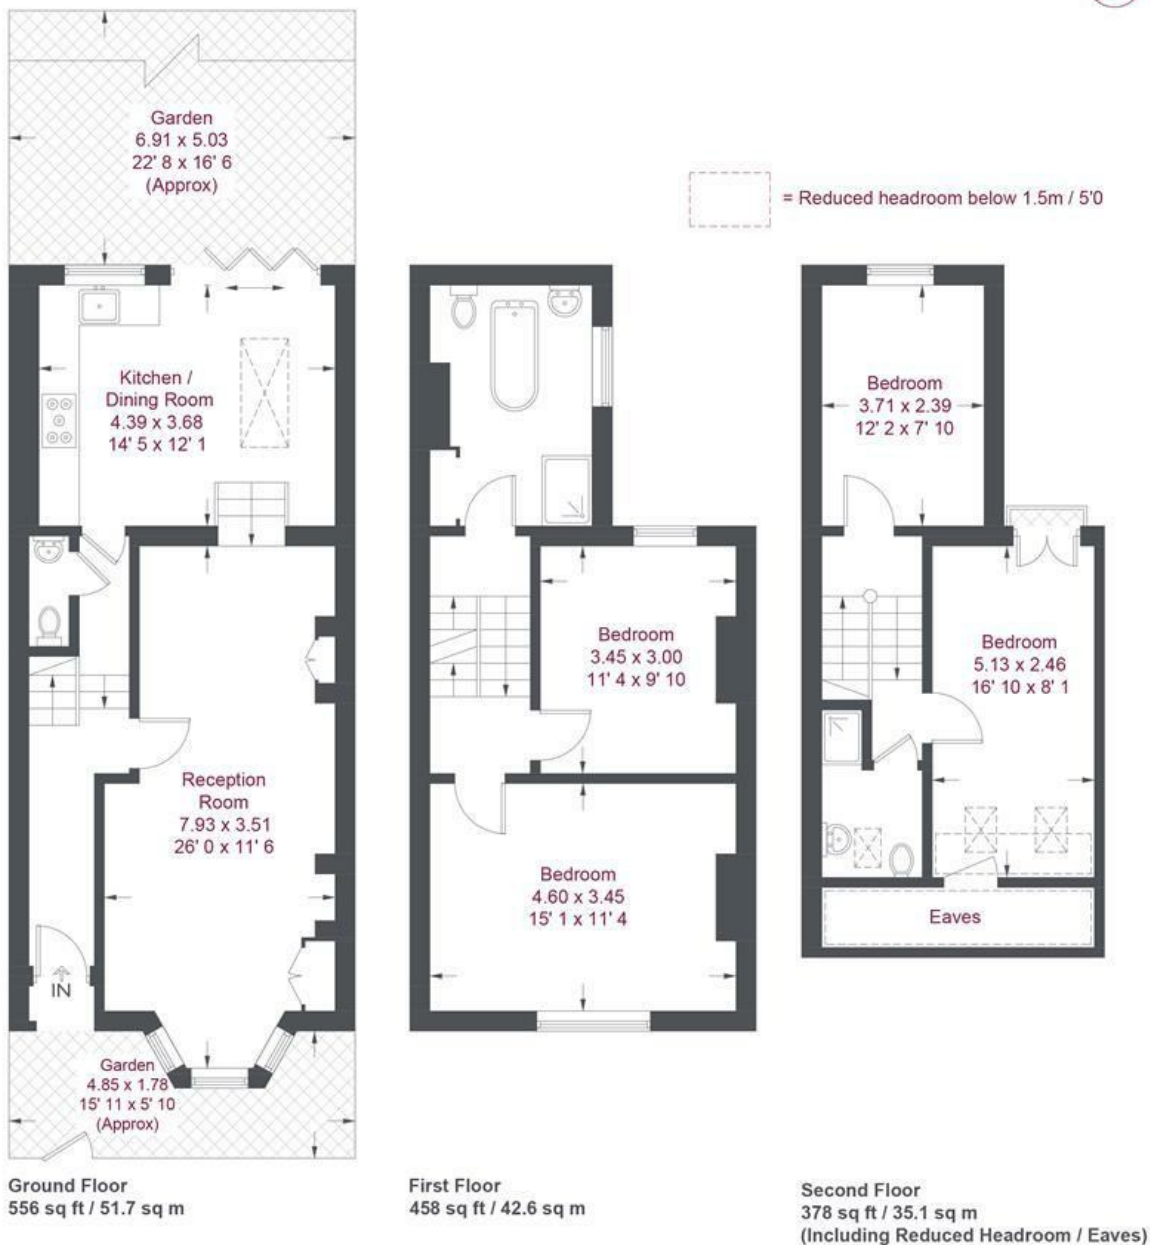 Garden
6.91 x 5.03
22' 8 x 16' 6
(Approx)
= Reduced headroom below 1.5m / 5'0
Kitchen /
Dining Room
4.39 x 3.68
14' 5 x 12' 1
Bedroom
3.71 x 2.39
12' 2 x 7' 10
Bedroom
3.45 x 3.00
11' 4 x 9' 10
Bedroom
5.13 x 2.46
16' 10 x 8' 1
Reception
Room
7.93 x 3.51
26' 0 x 11' 6
Bedroom
4.60 x 3.45
15' 1 x 11' 4
Eaves
IN
Garden
4.85 x 1.78
15' 11 x 5' 10
(Approx)
Ground Floor
556 sq ft / 51.7 sq m
First Floor
458 sq ft / 42.6 sq m
Second Floor
378 sq ft / 35.1 sq m
(Including Reduced Headroom / Eaves)